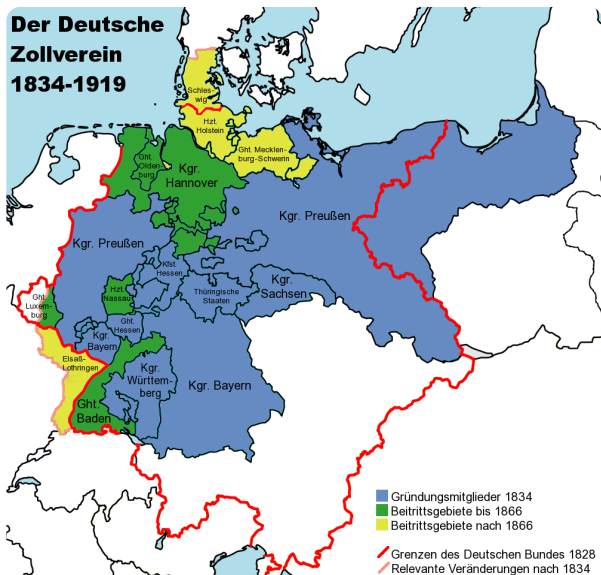 Der Deutsche
Zollverein
1834-1919
Schles-
wig
Hzt.
Holstein
Ght. Mecklen-
burg-Schwerin
Ght.
Olden-
burg
Kgr.
Hannover
Kgr. Preußen
Kgr. Preußen
Kfst.
Hessen
Hzt.
Nassau
Thüringische
Staaten
Kgr.
Sachsen
Ght.
Luxem-
burg
Ght.
Hessen
Kgr.
Bayern
Elsaß-
Lothringen
Kgr.
Württem-
berg
Kgr. Bayern
Ght.
Baden
Gründungsmitglieder 1834
Beitrittsgebiete bis 1866
Beitrittsgebiete nach 1866
Grenzen des Deutschen Bundes 1828
Relevante Veränderungen nach 1834